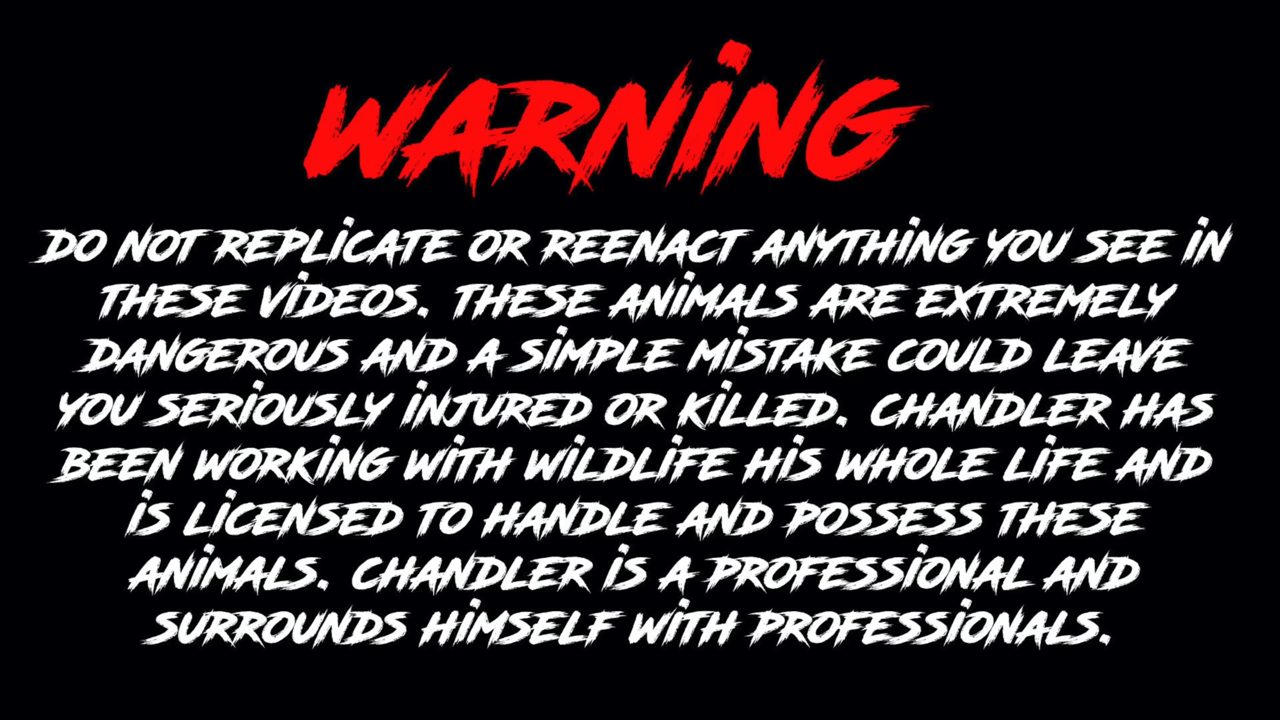 WARNiNG
DO NOT REPLiCATE OR REENACT ANYTHiNG YOU SEE iN
THESE ViDEOS. THESE ANiMALS ARE EXTREMELY
DANGEROUS AND A SiMPLE MiSTAKE COULD LEAVE
YOU SERiOUSLY iNJURED OR KiLLED. CHANDLER HAS
BEEN WORKiNG WiTH WiLDLiFE HiS WHOLE LiFE AND
iS LiCENSED TO HANDLE AND POSSESS THESE
ANiMALS. CHANDLER iS A PROFESSiONAL AND
SURROUNDS HiMSELF WiTH PROFESSiONALS.